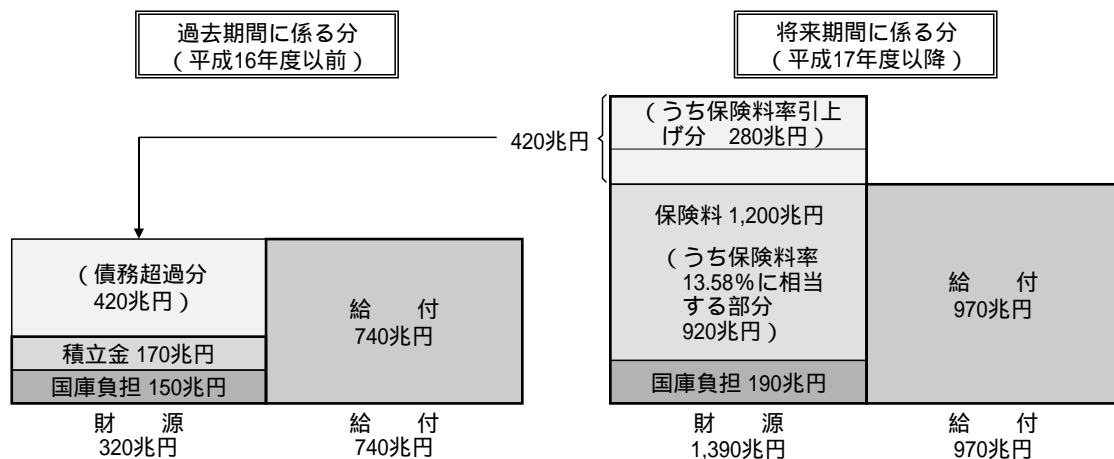 過去期間に係る分
（平成16年度以前）
将来期間に係る分
（平成17年度以降）
420兆円
（うち保険料率引上
げ分　280兆円）
保険料 1,200兆円
（うち保険料率
13.58%に相当
する部分
920兆円）
国庫負担 190兆円
給　　付
970兆円
（債務超過分
420兆円）
積立金 170兆円
国庫負担 150兆円
給　　付
740兆円
財　　源
320兆円
給　　付
740兆円
財　　源
1,390兆円
給　　付
970兆円